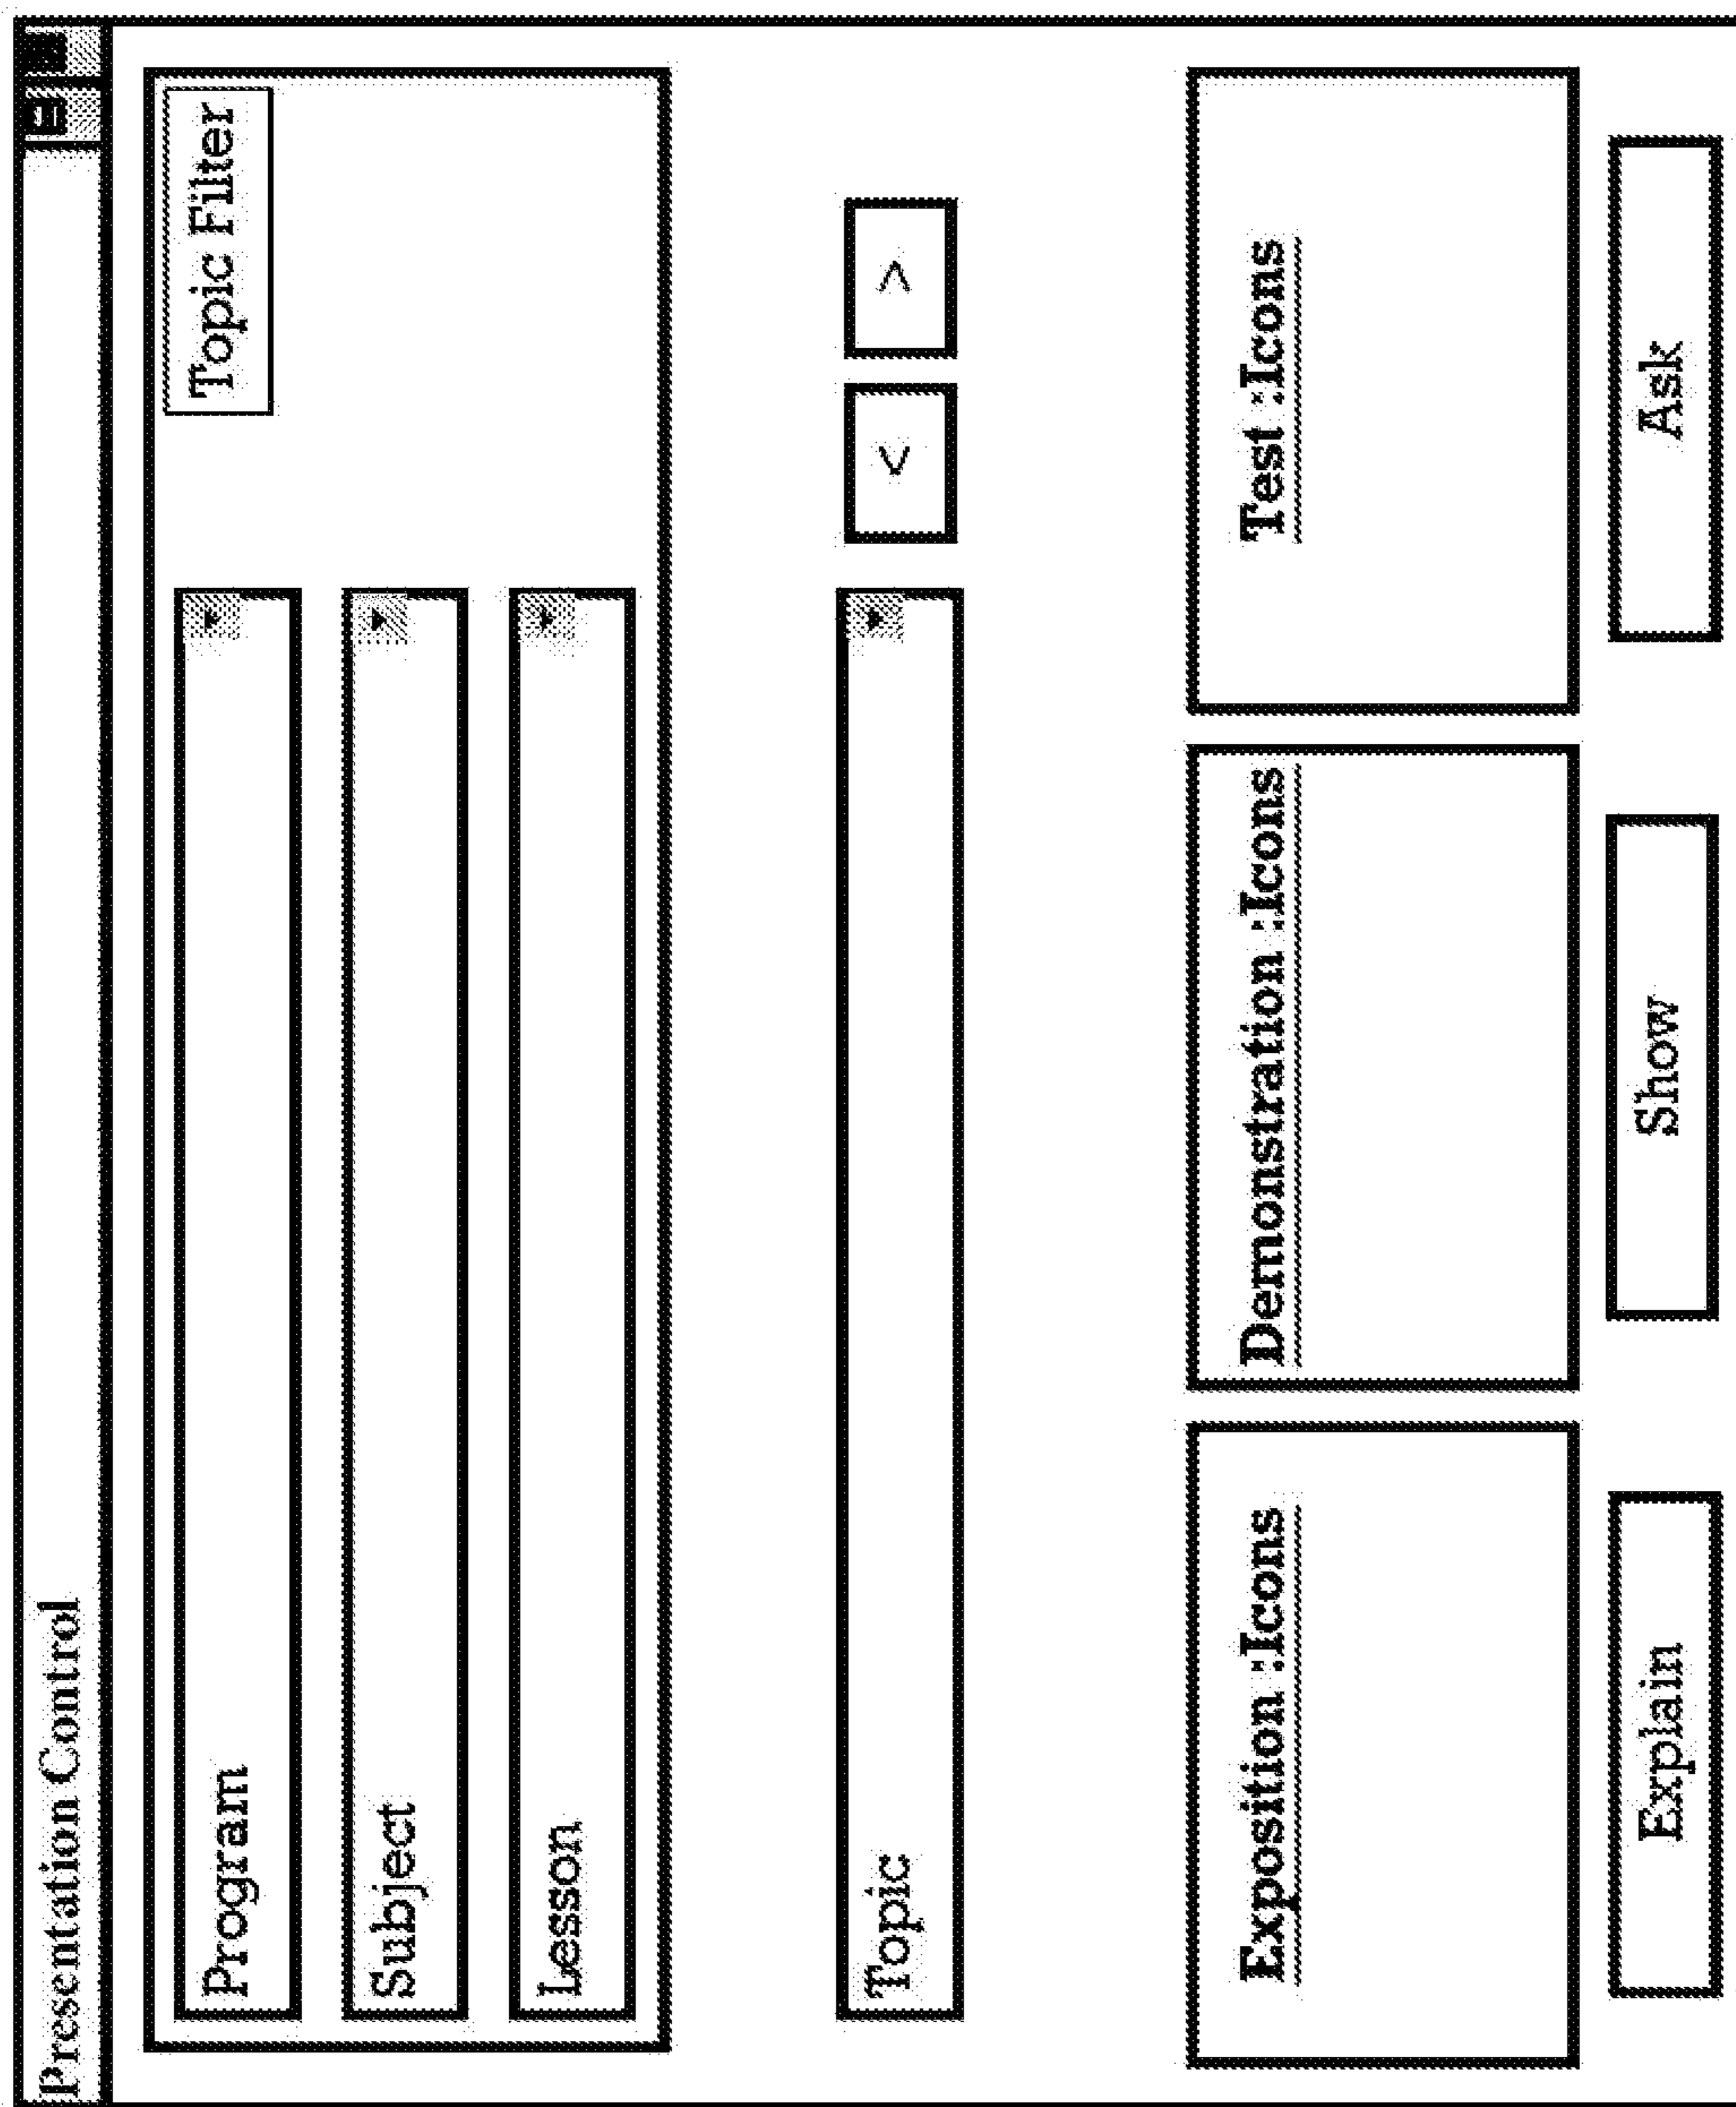 Presentation Control
Topic Filter
Program
Subject
Lesson
Topic
< >
Exposition :Icons
Demonstration :Icons
Test :Icons
Explain
Show
Ask